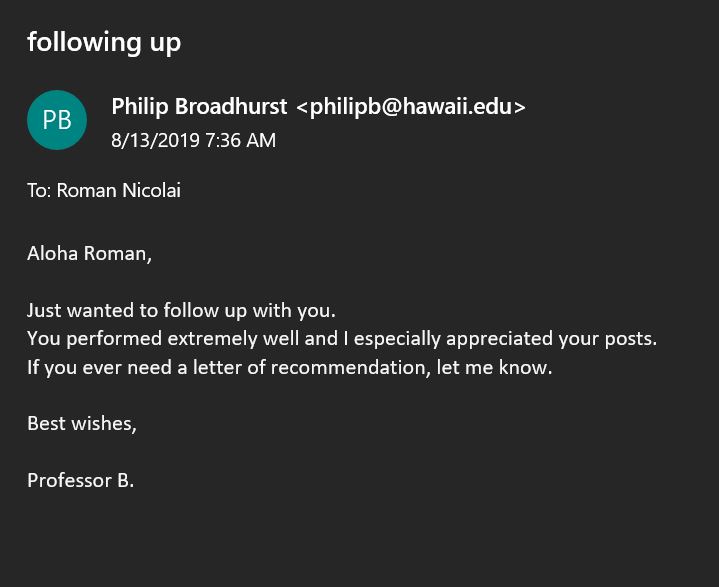 following up
PB
Philip Broadhurst <philipb@hawaii.edu>
8/13/2019 7:36 AM
To: Roman Nicolai
Aloha Roman,
Just wanted to follow up with you.
You performed extremely well and I especially appreciated your posts.
If you ever need a letter of recommendation, let me know.
Best wishes,
Professor B.